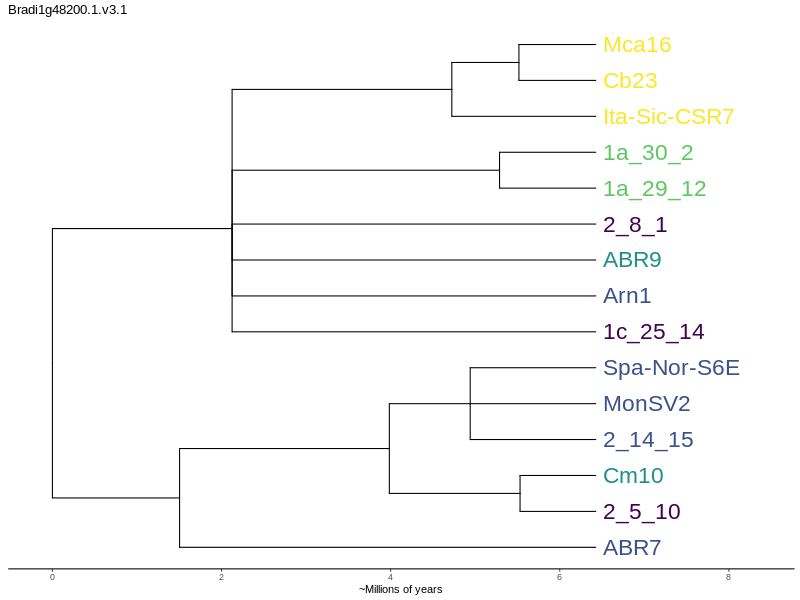 Bradi1g48200.1.v3.1
Mca16
Cb23
Ita-Sic-CSR7
1a_30_2
1a_29_12
2_8_1
ABR9
Arn1
1c_25_14
Spa-Nor-S6E
MonSV2
2_14_15
Cm10
2_5_10
ABR7
0 2 4 6 8
~Millions of years